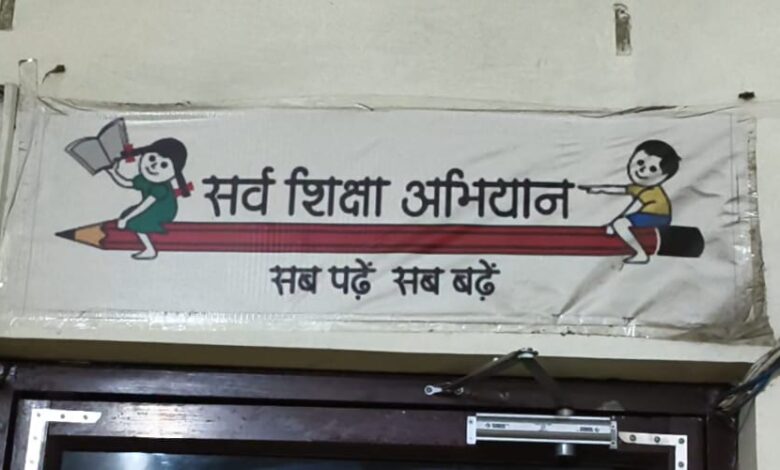 सर्व शिक्षा अभियान
सब पढ़ें सब बढ़ें